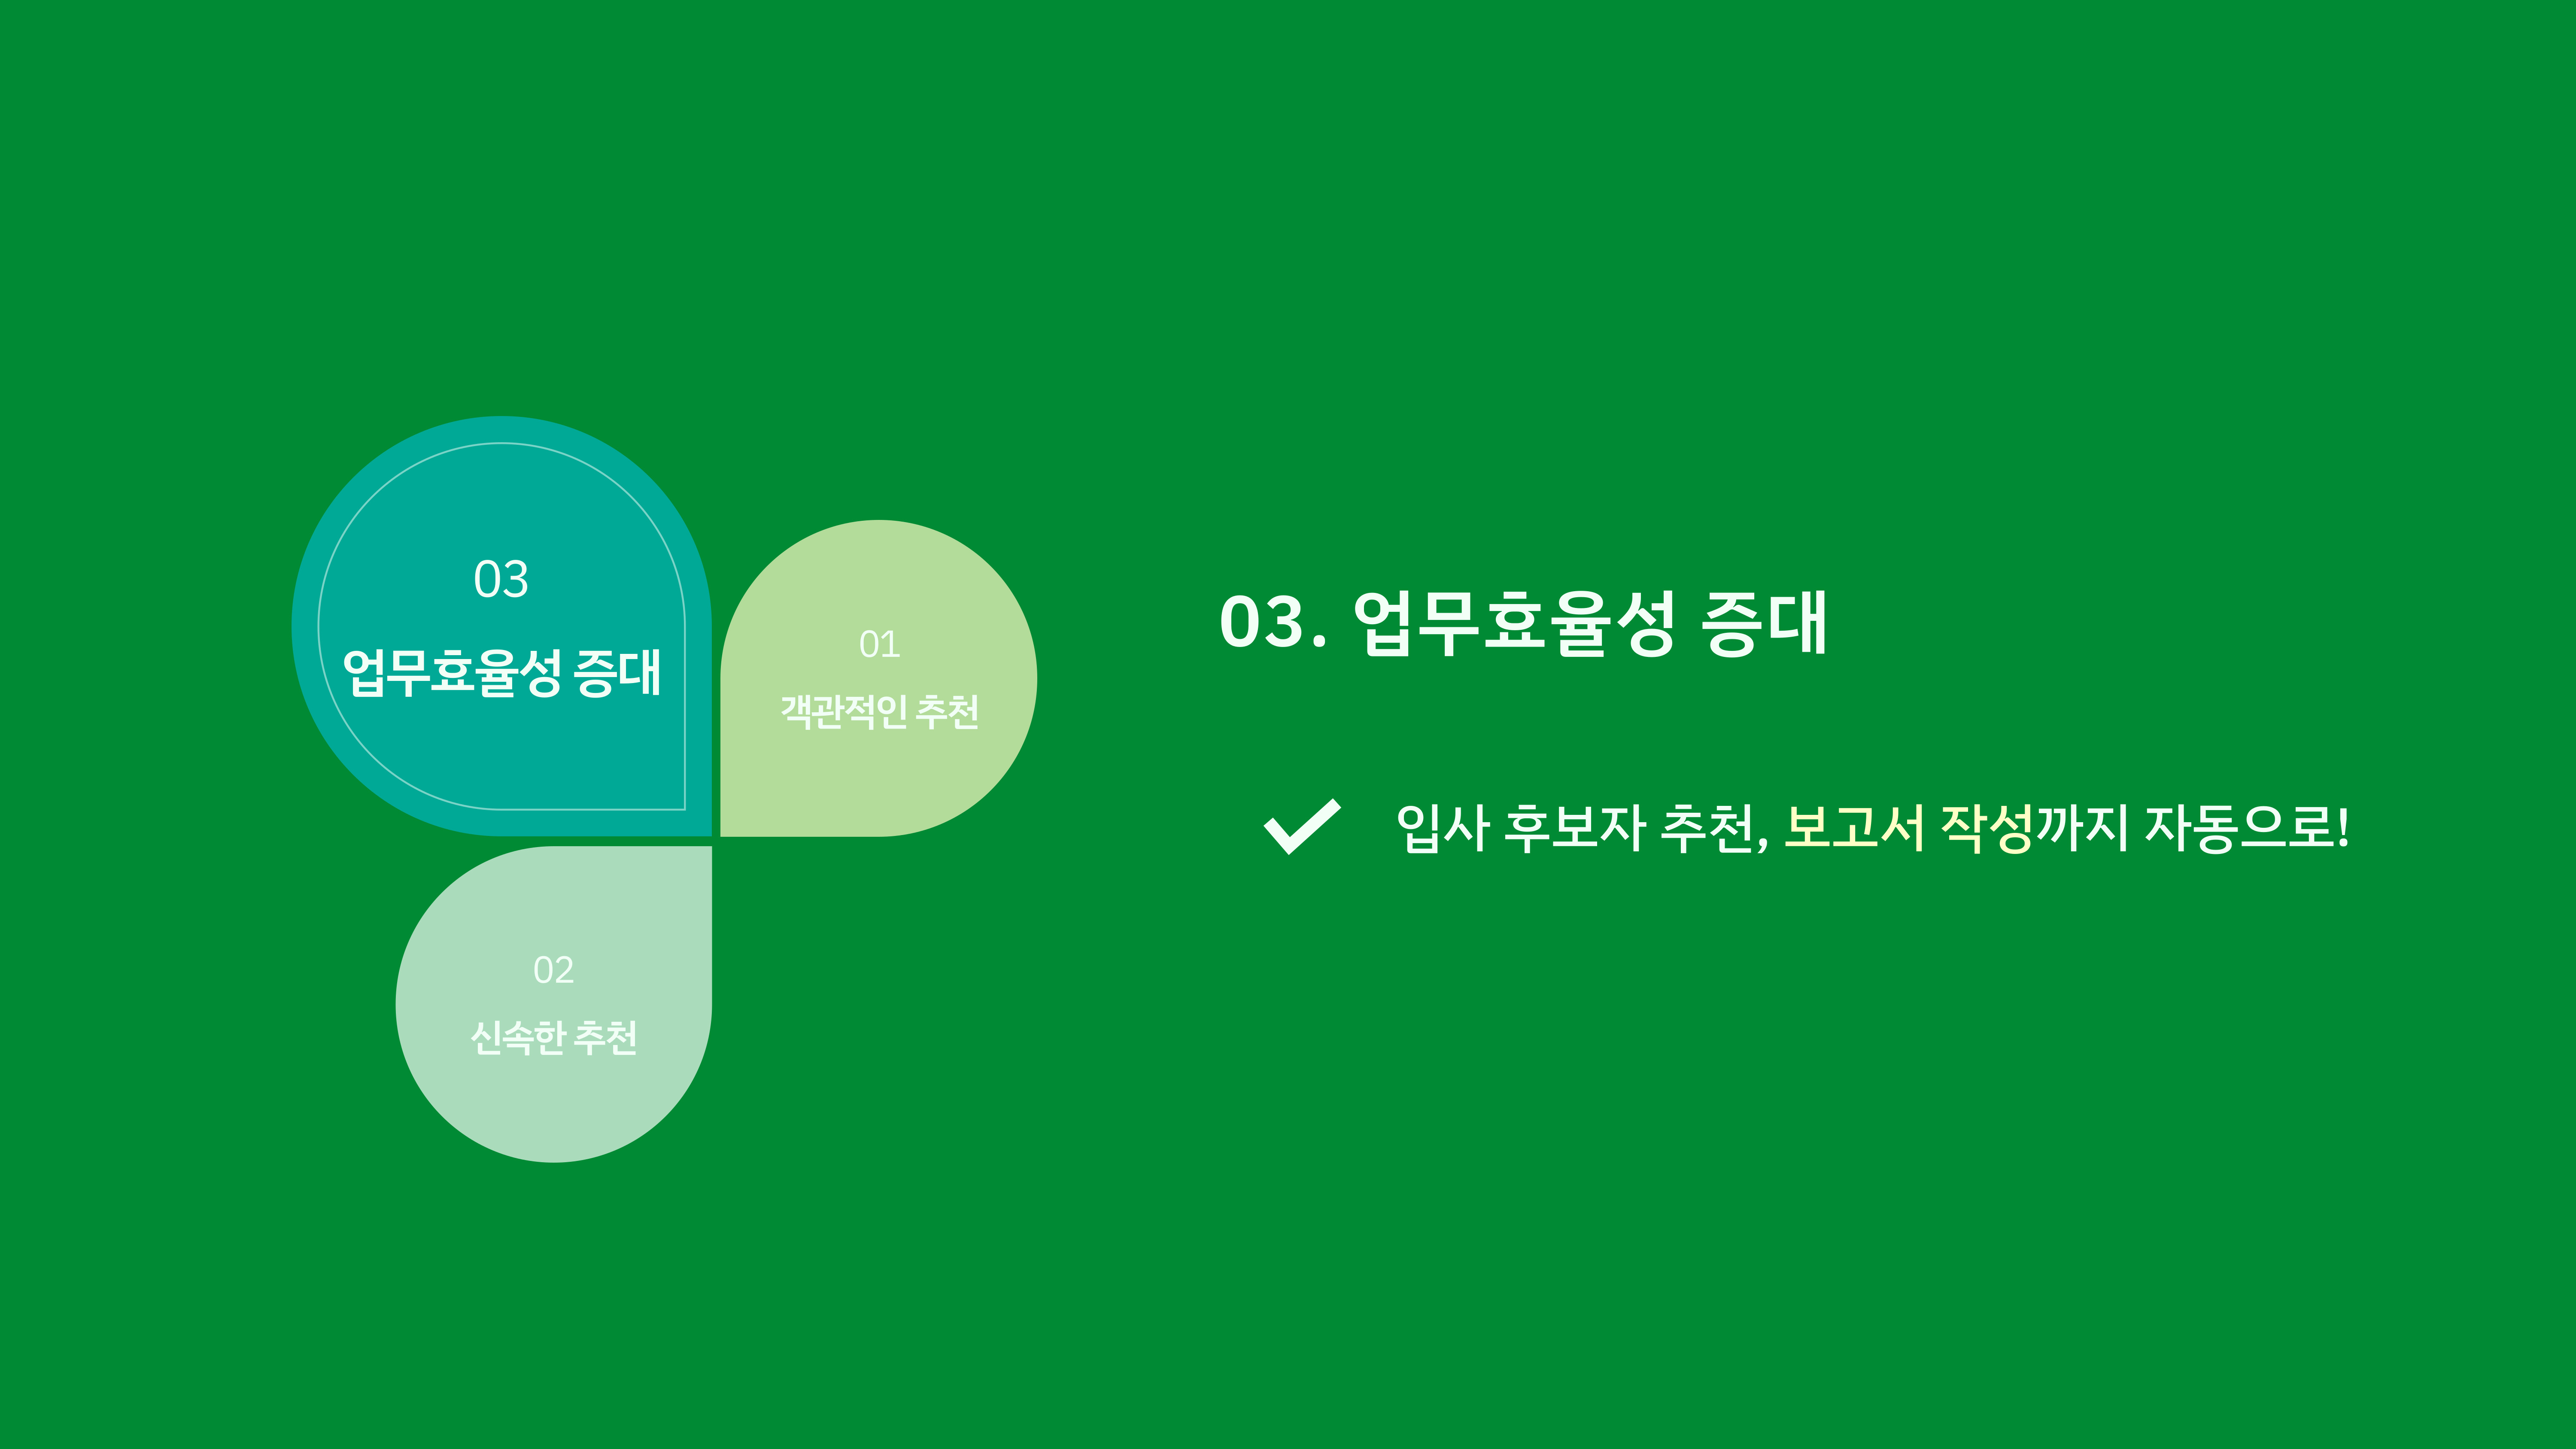 03
업무효율성 증대
01
객관적인 추천
02
신속한 추천
03. 업무효율성 증대
입사 후보자 추천, 보고서 작성까지 자동으로!